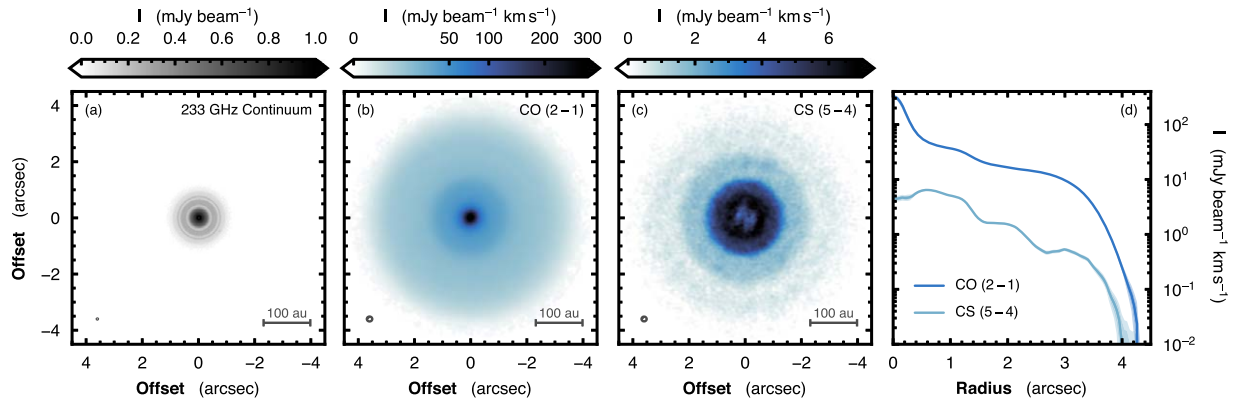 I (mJy beam⁻¹)
0.0 0.2 0.4 0.6 0.8 1.0
I (mJy beam⁻¹ km s⁻¹)
0 50 100 200 300
I (mJy beam⁻¹ km s⁻¹)
0 2 4 6
(a) 233 GHz Continuum
(b) CO (2–1)
(c) CS (5–4)
(d)
Offset (arcsec)
4
2
0
−2
−4
100 au
100 au
100 au
CO (2–1)
CS (5–4)
10²
10¹
10⁰
10⁻¹
10⁻²
I (mJy beam⁻¹ km s⁻¹)
4 2 0 −2 −4
4 2 0 −2 −4
4 2 0 −2 −4
0 1 2 3 4
Offset (arcsec)
Offset (arcsec)
Offset (arcsec)
Radius (arcsec)